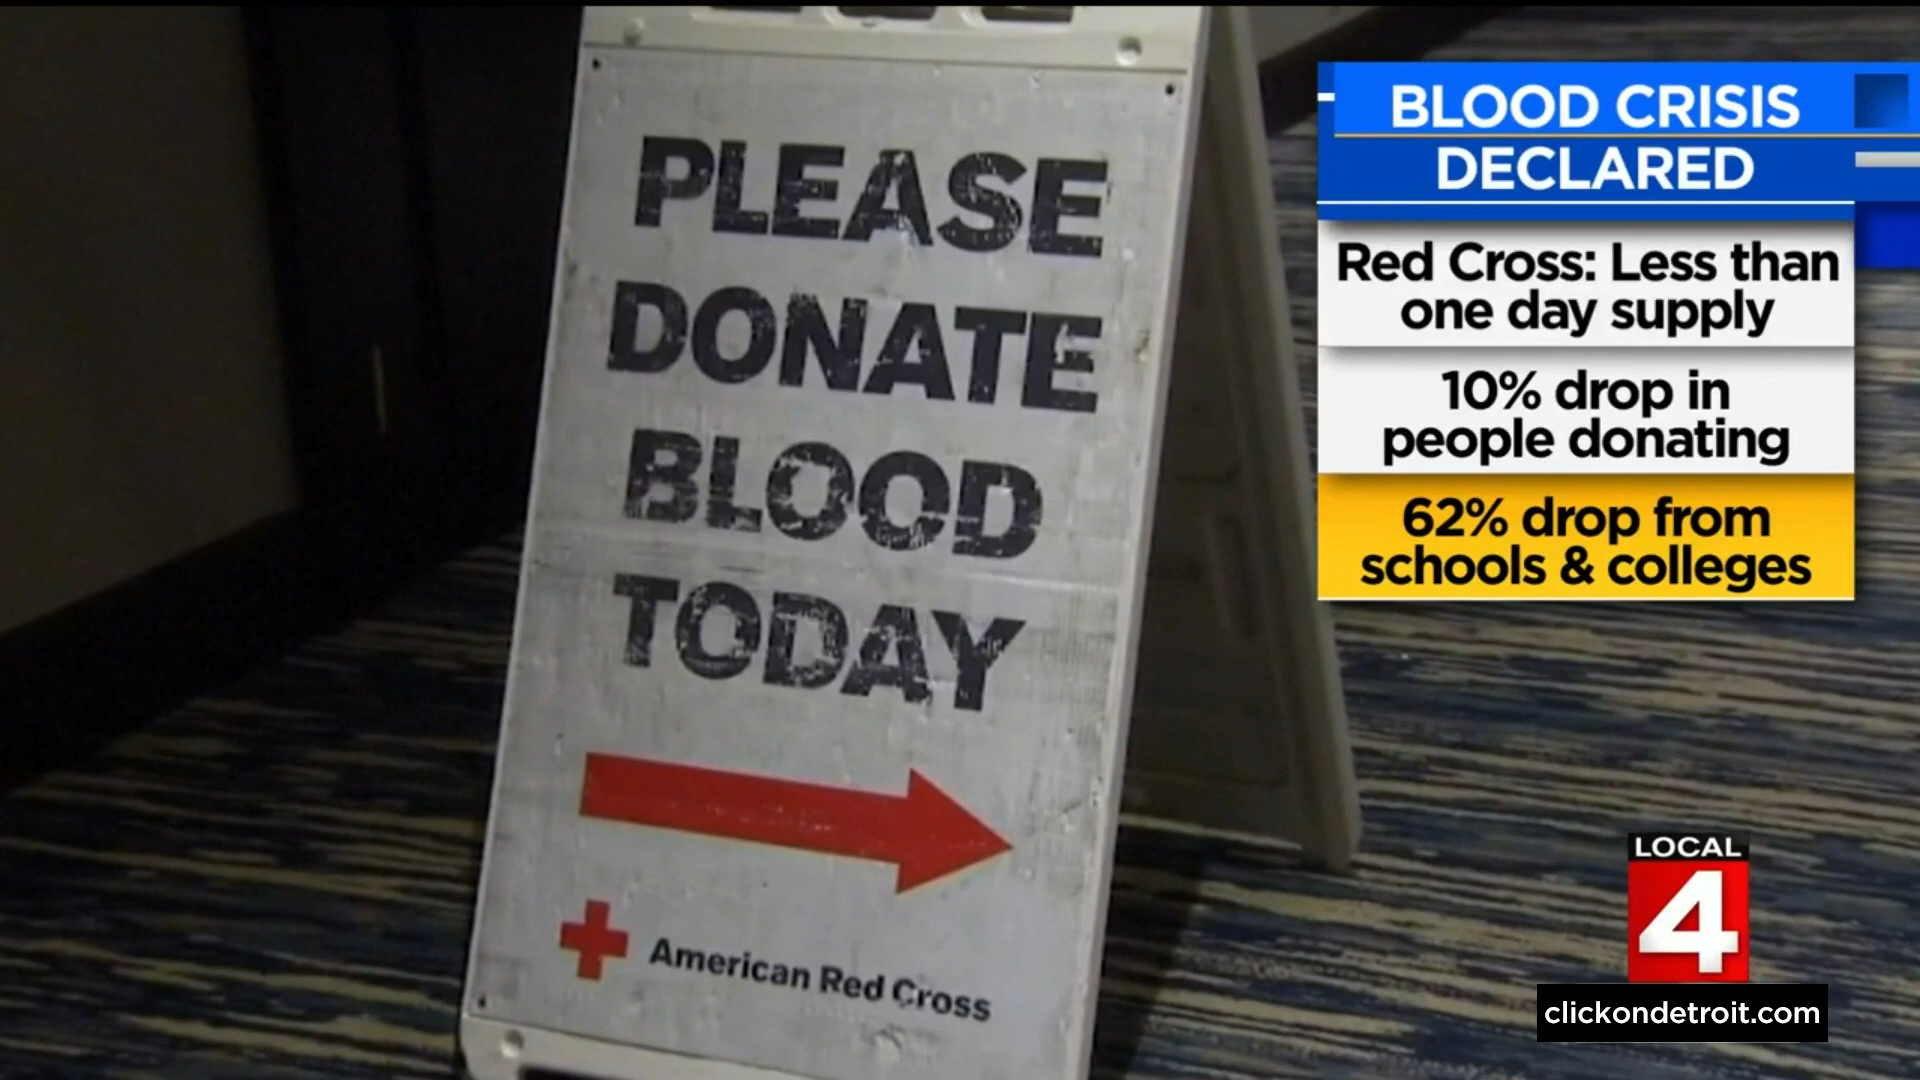 PLEASE
DONATE
BLOOD
TODAY
American Red Cross
BLOOD CRISIS
DECLARED
Red Cross: Less than
one day supply
10% drop in
people donating
62% drop from
schools & colleges
LOCAL
4
clickondetroit.com